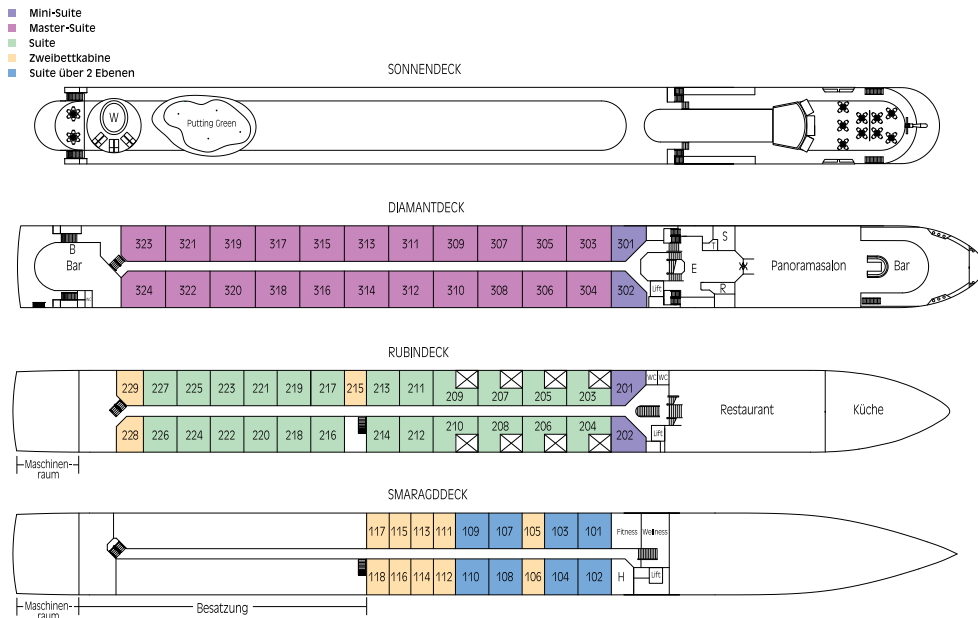 Mini-Suite
Master-Suite
Suite
Zweibettkabine
Suite über 2 Ebenen
SONNENDECK
W
Putting Green
DIAMANTDECK
323 321 319 317 315 313 311 309 307 305 303 301
B
Bar
S
T
E
Panoramasalon
Bar
Lift
R
WC
324 322 320 318 316 314 312 310 308 306 304 302
RUBINDECK
229 227 225 223 221 219 217 215 213 211 209 207 205 203 201
WC WC
Restaurant
Küche
228 226 224 222 220 218 216 214 212 210 208 206 204 202
Lift
Maschinen-
raum
SMARAGDDECK
117 115 113 111 109 107 105 103 101
Fitness Wellness
118 116 114 112 110 108 106 104 102
H
Lift
Maschinen-
raum
Besatzung